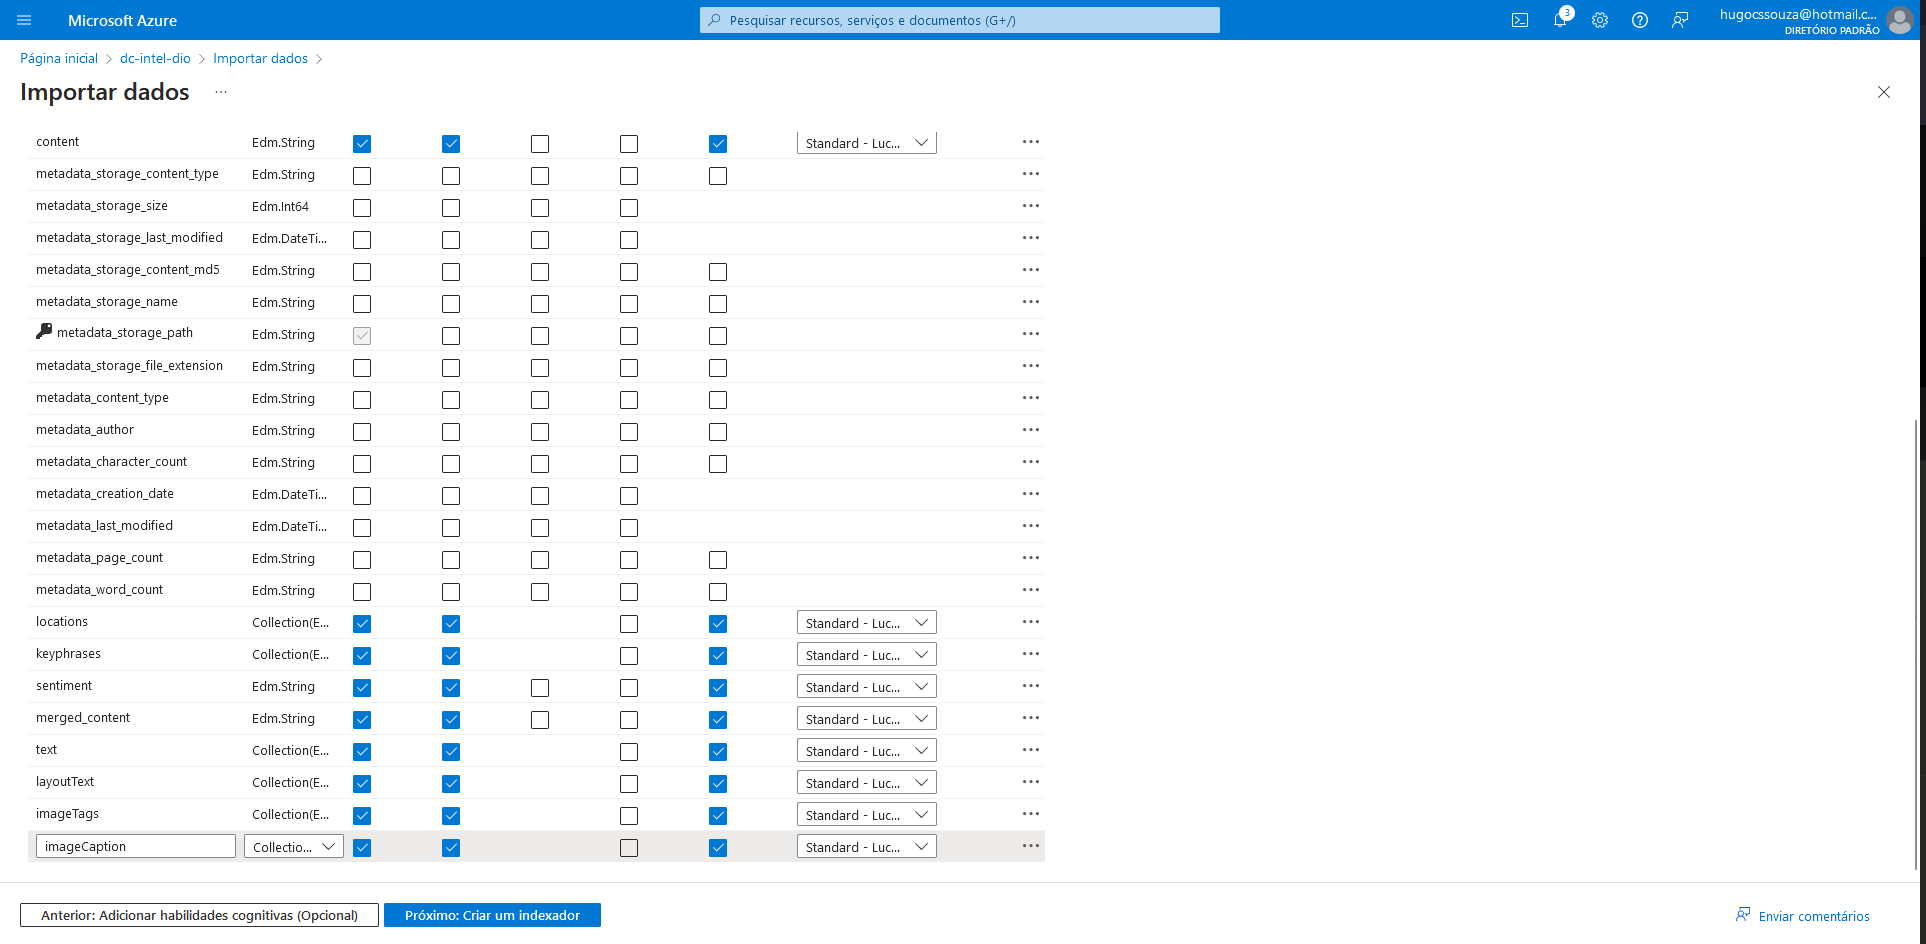 Microsoft Azure
Pesquisar recursos, serviços e documentos (G+/)
3
hugocssouza@hotmail.c...
DIRETÓRIO PADRÃO
Página inicial > dc-intel-dio > Importar dados >
Importar dados ...
content Edm.String Standard - Luc...
metadata_storage_content_type Edm.String
metadata_storage_size Edm.Int64
metadata_storage_last_modified Edm.DateTi...
metadata_storage_content_md5 Edm.String
metadata_storage_name Edm.String
metadata_storage_path Edm.String
metadata_storage_file_extension Edm.String
metadata_content_type Edm.String
metadata_author Edm.String
metadata_character_count Edm.String
metadata_creation_date Edm.DateTi...
metadata_last_modified Edm.DateTi...
metadata_page_count Edm.String
metadata_word_count Edm.String
locations Collection(E... Standard - Luc...
keyphrases Collection(E... Standard - Luc...
sentiment Edm.String Standard - Luc...
merged_content Edm.String Standard - Luc...
text Collection(E... Standard - Luc...
layoutText Collection(E... Standard - Luc...
imageTags Collection(E... Standard - Luc...
imageCaption Collectio... Standard - Luc...
Anterior: Adicionar habilidades cognitivas (Opcional) Próximo: Criar um indexador Enviar comentários